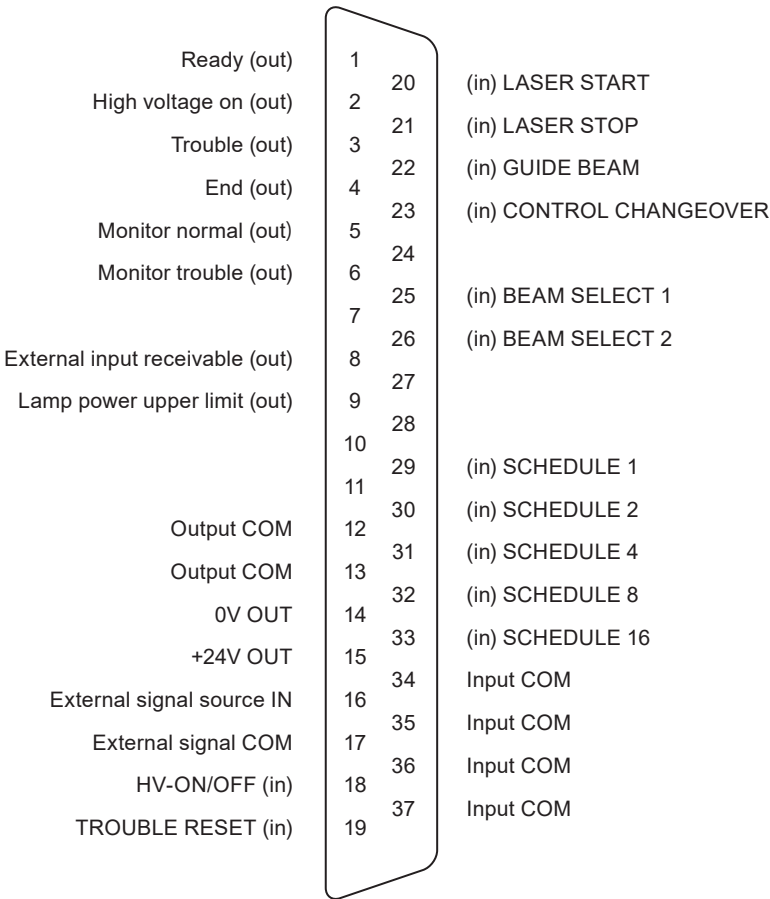 Ready (out) 1
20 (in) LASER START
High voltage on (out) 2
21 (in) LASER STOP
Trouble (out) 3
22 (in) GUIDE BEAM
End (out) 4
23 (in) CONTROL CHANGEOVER
Monitor normal (out) 5
24
Monitor trouble (out) 6
25 (in) BEAM SELECT 1
7
26 (in) BEAM SELECT 2
External input receivable (out) 8
27
Lamp power upper limit (out) 9
28
10
29 (in) SCHEDULE 1
11
30 (in) SCHEDULE 2
Output COM 12
31 (in) SCHEDULE 4
Output COM 13
32 (in) SCHEDULE 8
0V OUT 14
33 (in) SCHEDULE 16
+24V OUT 15
34 Input COM
External signal source IN 16
35 Input COM
External signal COM 17
36 Input COM
HV-ON/OFF (in) 18
37 Input COM
TROUBLE RESET (in) 19